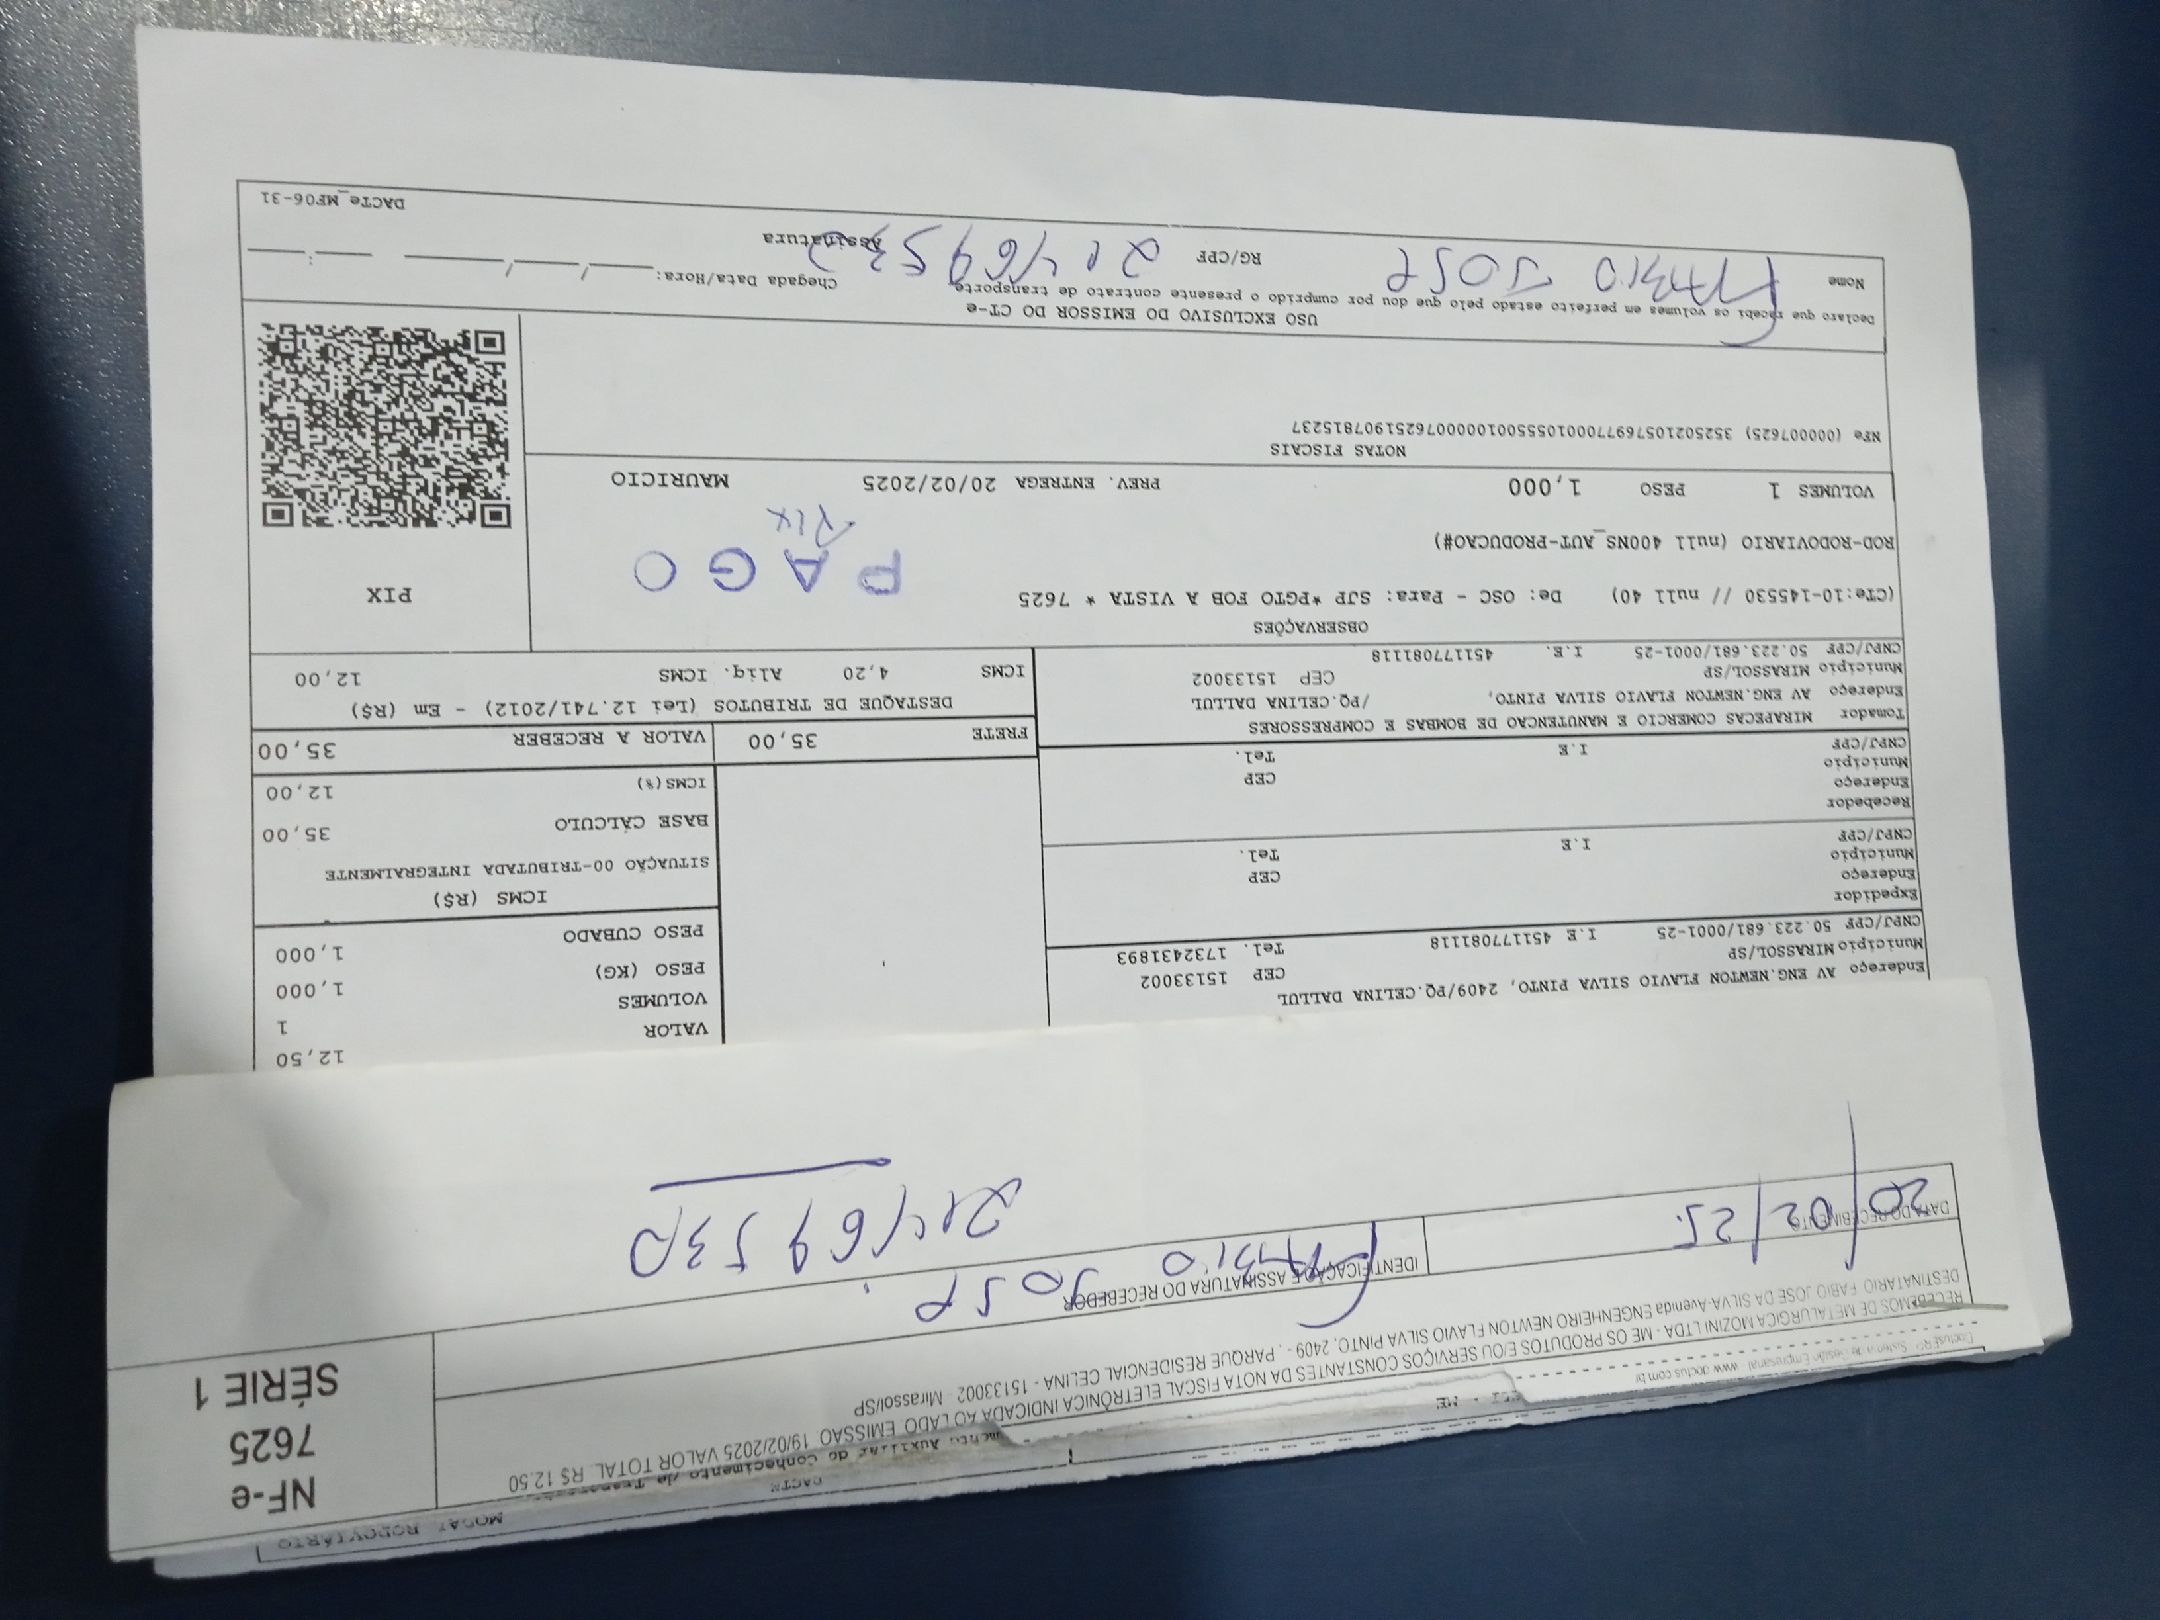 MODAL RODOVIÁRIO
DACTE
Auxiliar do Conhecimento de
ME
NF-e
7625
SÉRIE 1
RECEBEMOS DE METALURGICA MOZINI LTDA - ME OS PRODUTOS E/OU SERVIÇOS CONSTANTES DA NOTA FISCAL ELETRÔNICA INDICADA AO LADO. EMISSÃO 19/02/2025 VALOR TOTAL R$ 12,50
DESTINATÁRIO FABIO JOSE DA SILVA-Avenida ENGENHEIRO NEWTON FLAVIO SILVA PINTO, 2409 - . PARQUE RESIDENCIAL CELINA - 15133002 Mirassol/SP
DATA DO RECEBIMENTO
20/02/25
IDENTIFICAÇÃO E ASSINATURA DO RECEBEDOR
FABIO JOSE
VALOR 12,50
VOLUMES 1
PESO (KG) 1,000
PESO CUBADO 1,000
Endereço AV ENG.NEWTON FLAVIO SILVA PINTO, 2409/PQ.CELINA DALLUL
Município MIRASSOL/SP CEP 15133002
CNPJ/CPF 50.223.681/0001-25 I.E 451177081118 Tel. 1732431893
Expedidor
Endereço
Município CEP
CNPJ/CPF I.E Tel.
Recebedor
Endereço
Município CEP
CNPJ/CPF I.E Tel.
ICMS (R$)
SITUAÇÃO 00-TRIBUTADA INTEGRALMENTE
BASE CÁLCULO 35,00
ICMS(%) 12,00
FRETE 35,00 VALOR A RECEBER 35,00
Tomador MIRAPECAS COMERCIO E MANUTENCAO DE BOMBAS E COMPRESSORES
Endereço AV ENG.NEWTON FLAVIO SILVA PINTO, /PQ.CELINA DALLUL
Município MIRASSOL/SP CEP 15133002
CNPJ/CPF 50.223.681/0001-25 I.E. 451177081118
DESTAQUE DE TRIBUTOS (Lei 12.741/2012) - Em (R$)
ICMS 4,20 Aliq. ICMS 12,00
OBSERVAÇÕES
(CTe:10-145530 // null 40) De: OSC - Para: SJP *PGTO FOB A VISTA * 7625
ROD-RODOVIARIO (null 400NS_AUT-PRODUCAO#)
PAGO
PIX
VOLUMES 1 PESO 1,000 PREV. ENTREGA 20/02/2025 MAURICIO
PIX
NOTAS FISCAIS
NFe (000007625) 35250210576977000105550010000076251907815237
USO EXCLUSIVO DO EMISSOR DO CT-e
Declaro que recebi os volumes em perfeito estado pelo que dou por cumprido o presente contrato de transporte
Chegada Data/Hora: ___/___/___ ___:___
Nome FABIO JOSE RG/CPF
Assinatura
DACTe_MF06-31